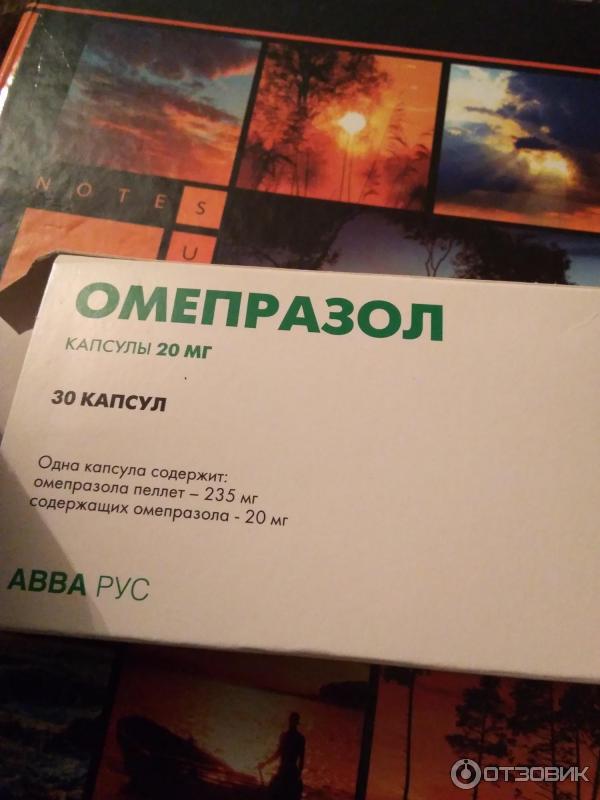 NOTES
U
ОМЕПРАЗОЛ
КАПСУЛЫ 20 МГ
30 КАПСУЛ
Одна капсула содержит:
омепразола пеллет – 235 мг
содержащих омепразола - 20 мг
АВВА РУС
ОТЗОВИК